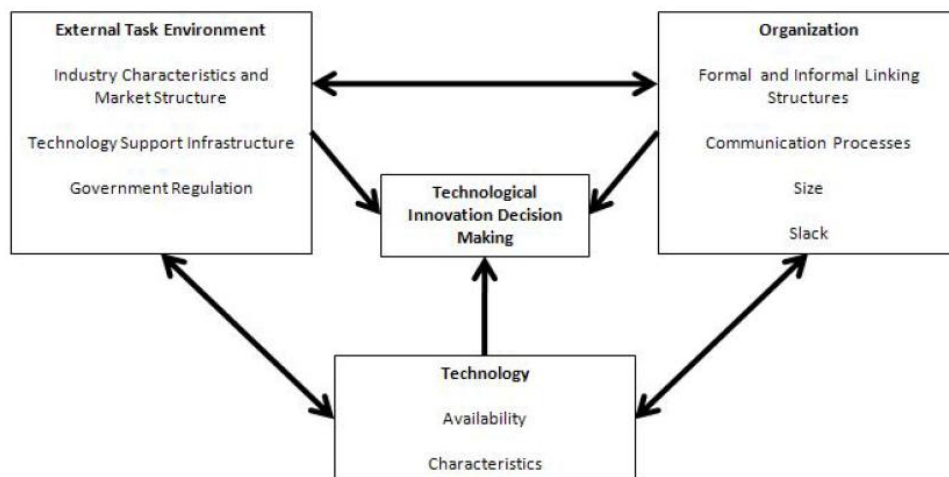 External Task Environment
Industry Characteristics and
Market Structure
Technology Support Infrastructure
Government Regulation
Organization
Formal and Informal Linking
Structures
Communication Processes
Size
Slack
Technological
Innovation Decision
Making
Technology
Availability
Characteristics